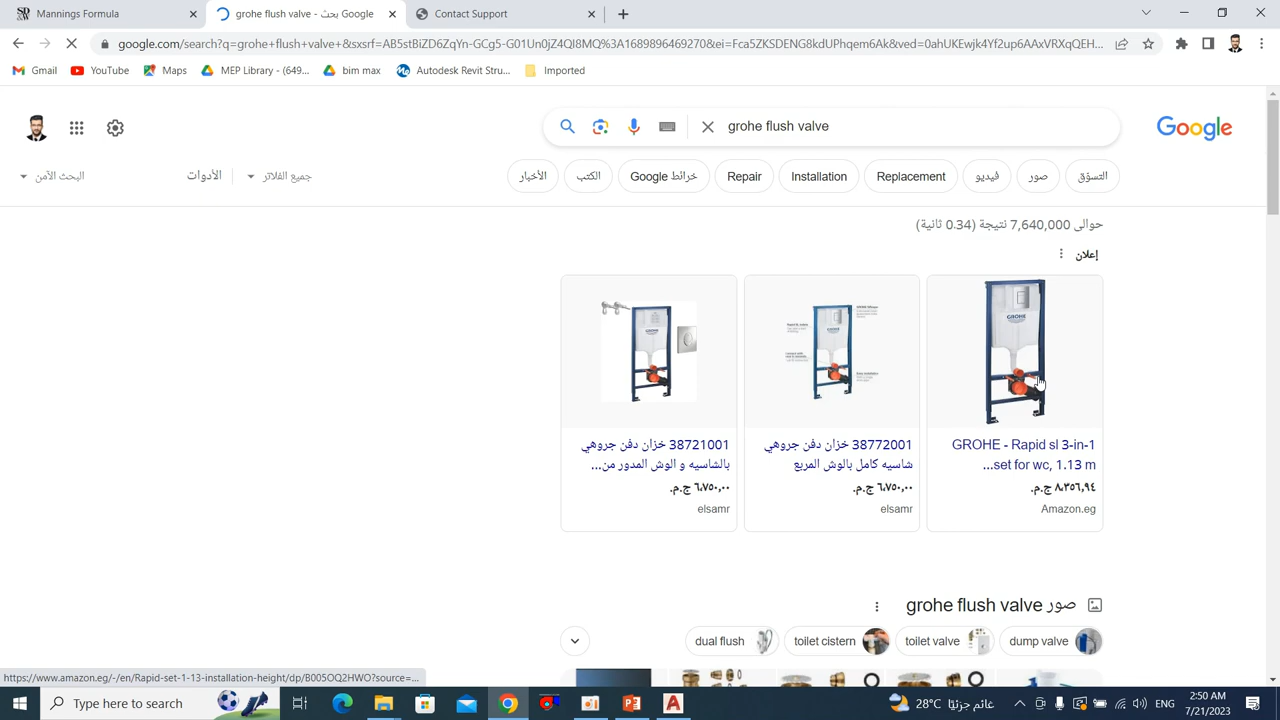 Mannings Formula
grohe flush valve - بحث Google
Contact Support
google.com/search?q=grohe+flush+valve+&sxsrf=AB5stBiZD6ZqYn-GCg5-G01Un0jZ4QI8MQ%3A1689896469270&ei=Fca5ZKSDENG8kdUPhqem6Ak&ved=0ahUKEwjk4Yf2up6AAxVRXqQEH...
Gmail
YouTube
Maps
MEP Library - (649...
bim max
Autodesk Revit Stru...
Imported
grohe flush valve
Google
التسوّق
صور
فيديو
Replacement
Installation
Repair
خرائط Google
الكتب
الأخبار
جميع الفلاتر
الأدوات
البحث الآمن
حوالى 7,640,000 نتيجة (0.34 ثانية)
إعلان
GROHE
GROHE - Rapid sl 3-in-1
set for wc, 1.13 m...
٨٬٣٥٦٫٩٤ ج.م.
Amazon.eg
38772001 خزان دفن جروهي
شاسيه كامل بالوش المربع
٦٬٧٥٠٫٠٠ ج.م.
elsamr
38721001 خزان دفن جروهي
بالشاسيه و الوش المدور من...
٦٬٧٥٠٫٠٠ ج.م.
elsamr
صور grohe flush valve
dump valve
toilet valve
toilet cistern
dual flush
https://www.amazon.eg/-/en/Rapid-set-1-13-installation-height/dp/B005OQ2HWO?source=...
Type here to search
28°C غائم جزئيًا
ENG
2:50 AM
7/21/2023